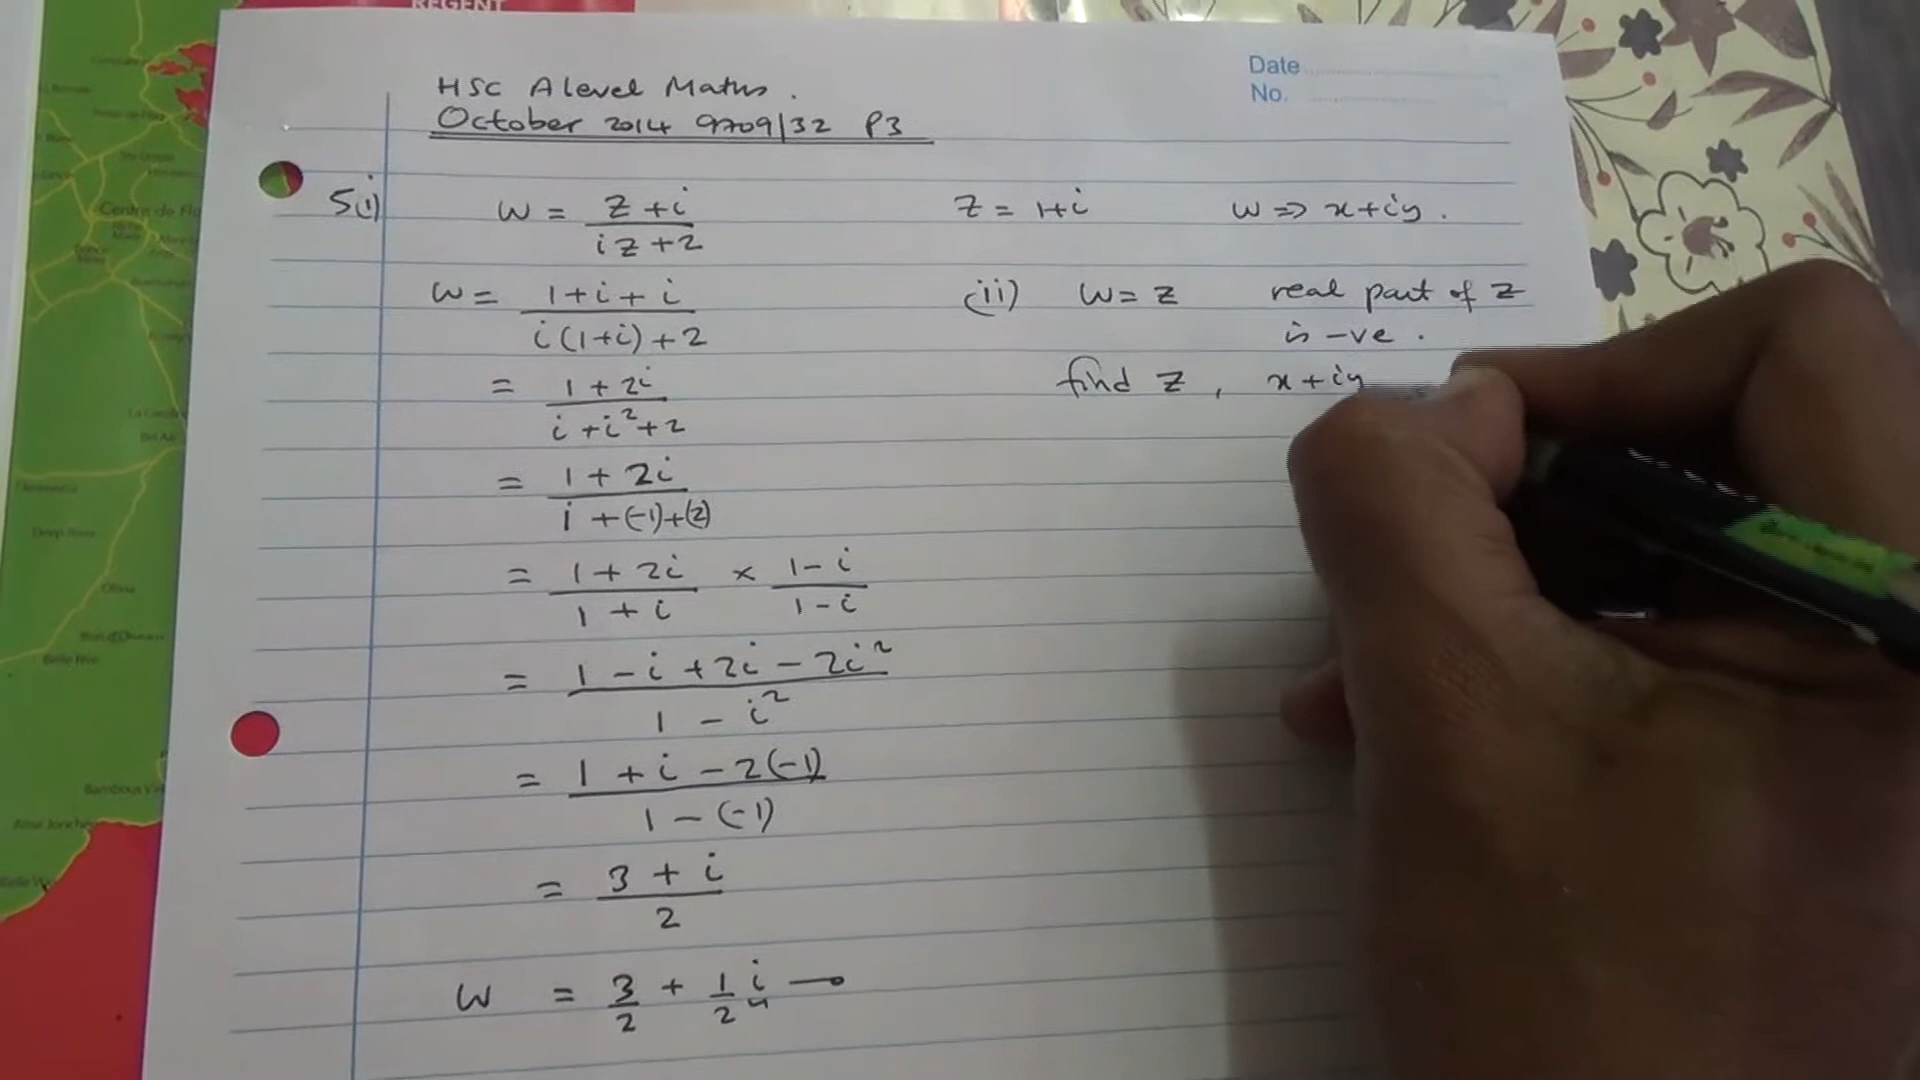 REGENT
Date
No.
HSC A level Maths.
October 2014 9709/32 P3
5(i)
w = z + i / iz + 2
z = 1+i
w => x+iy.
w = 1+i+i / i(1+i)+2
= 1+2i / i+i²+2
= 1+2i / i+(-1)+(2)
= 1+2i / 1+i × 1-i / 1-i
= 1-i+2i-2i² / 1-i²
= 1+i-2(-1) / 1-(-1)
= 3+i / 2
w = 3/2 + 1/2 i
(ii) w = z real part of z
is -ve.
find z, x+iy